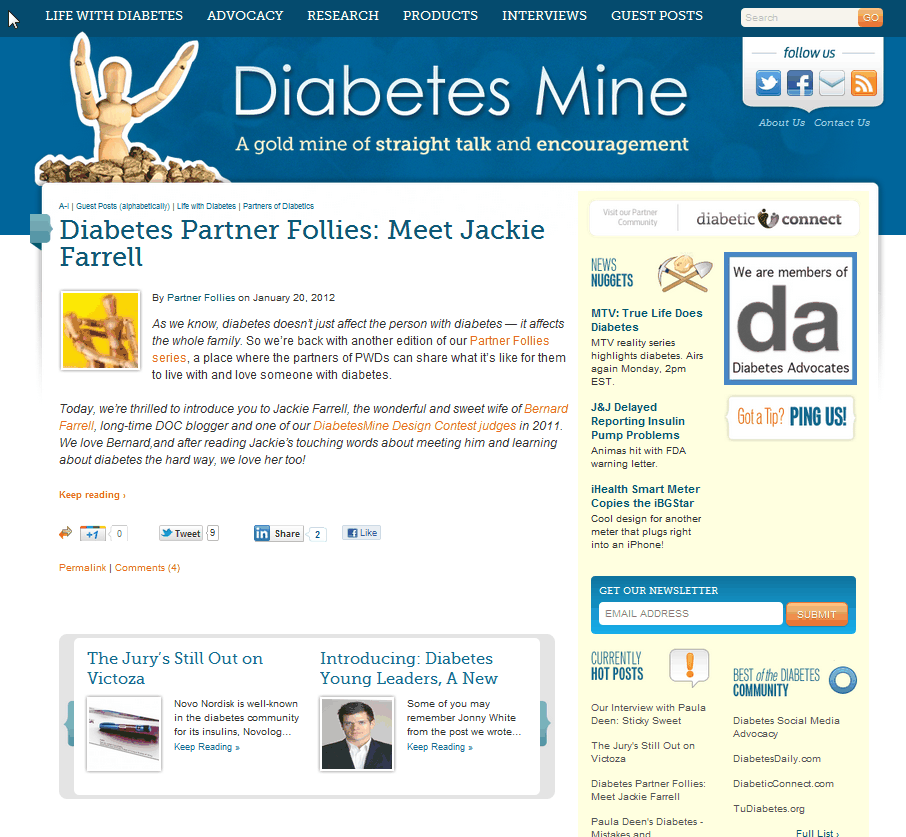 LIFE WITH DIABETES ADVOCACY RESEARCH PRODUCTS INTERVIEWS GUEST POSTS
Search GO
follow us
Diabetes Mine
A gold mine of straight talk and encouragement
About Us Contact Us
A-I | Guest Posts (alphabetically) | Life with Diabetes | Partners of Diabetics
Diabetes Partner Follies: Meet Jackie
Farrell
By Partner Follies on January 20, 2012
As we know, diabetes doesn't just affect the person with diabetes — it affects
the whole family. So we're back with another edition of our Partner Follies
series, a place where the partners of PWDs can share what it's like for them
to live with and love someone with diabetes.
Today, we're thrilled to introduce you to Jackie Farrell, the wonderful and sweet wife of Bernard
Farrell, long-time DOC blogger and one of our DiabetesMine Design Contest judges in 2011.
We love Bernard,and after reading Jackie's touching words about meeting him and learning
about diabetes the hard way, we love her too!
Keep reading ›
+1 0 Tweet 9 in Share 2 Like
Permalink | Comments (4)
The Jury's Still Out on
Victoza
Novo Nordisk is well-known
in the diabetes community
for its insulins, Novolog...
Keep Reading »
Introducing: Diabetes
Young Leaders, A New
Some of you may
remember Jonny White
from the post we wrote...
Keep Reading »
Visit our Partner
Community
diabetic connect
NEWS
NUGGETS
MTV: True Life Does
Diabetes
MTV reality series
highlights diabetes. Airs
again Monday, 2pm
EST.
J&J Delayed
Reporting Insulin
Pump Problems
Animas hit with FDA
warning letter.
iHealth Smart Meter
Copies the iBGStar
Cool design for another
meter that plugs right
into an iPhone!
We are members of
da
Diabetes Advocates
Got a Tip? PING US!
GET OUR NEWSLETTER
EMAIL ADDRESS SUBMIT
CURRENTLY
HOT POSTS
Our Interview with Paula
Deen: Sticky Sweet
The Jury's Still Out on
Victoza
Diabetes Partner Follies:
Meet Jackie Farrell
Paula Deen's Diabetes -
Mistakes and
BEST of the DIABETES
COMMUNITY
Diabetes Social Media
Advocacy
DiabetesDaily.com
DiabeticConnect.com
TuDiabetes.org
Full List ›